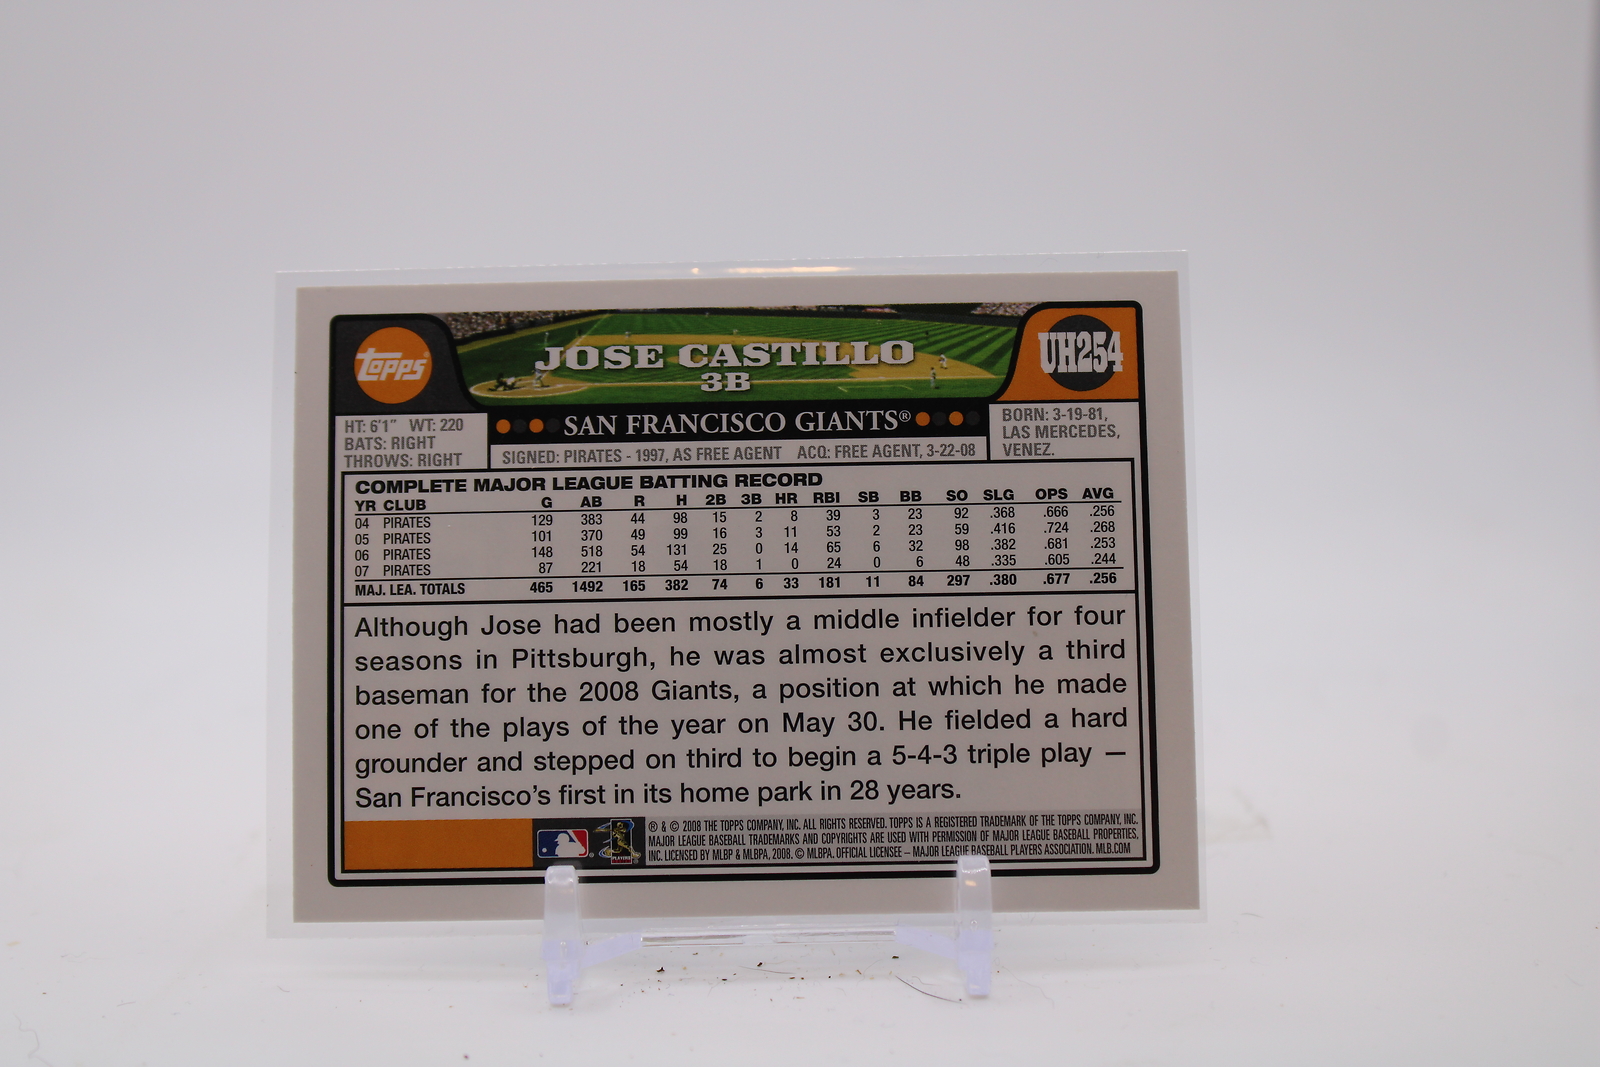 topps
JOSE CASTILLO
3B
UH254
SAN FRANCISCO GIANTS®
HT: 6'1" WT: 220
BATS: RIGHT
THROWS: RIGHT
SIGNED: PIRATES - 1997, AS FREE AGENT ACQ: FREE AGENT, 3-22-08
BORN: 3-19-81,
LAS MERCEDES,
VENEZ.
COMPLETE MAJOR LEAGUE BATTING RECORD
YR CLUB G AB R H 2B 3B HR RBI SB BB SO SLG OPS AVG
04 PIRATES 129 383 44 98 15 2 8 39 3 23 92 .368 .666 .256
05 PIRATES 101 370 49 99 16 3 11 53 2 23 59 .416 .724 .268
06 PIRATES 148 518 54 131 25 0 14 65 6 32 98 .382 .681 .253
07 PIRATES 87 221 18 54 18 1 0 24 0 6 48 .335 .605 .244
MAJ. LEA. TOTALS 465 1492 165 382 74 6 33 181 11 84 297 .380 .677 .256
Although Jose had been mostly a middle infielder for four
seasons in Pittsburgh, he was almost exclusively a third
baseman for the 2008 Giants, a position at which he made
one of the plays of the year on May 30. He fielded a hard
grounder and stepped on third to begin a 5-4-3 triple play —
San Francisco's first in its home park in 28 years.
® & © 2008 THE TOPPS COMPANY, INC. ALL RIGHTS RESERVED. TOPPS IS A REGISTERED TRADEMARK OF THE TOPPS COMPANY, INC.
MAJOR LEAGUE BASEBALL TRADEMARKS AND COPYRIGHTS ARE USED WITH PERMISSION OF MAJOR LEAGUE BASEBALL PROPERTIES,
INC. LICENSED BY MLBP & MLBPA, 2008. © MLBPA. OFFICIAL LICENSEE – MAJOR LEAGUE BASEBALL PLAYERS ASSOCIATION. MLB.COM
PLAYERS